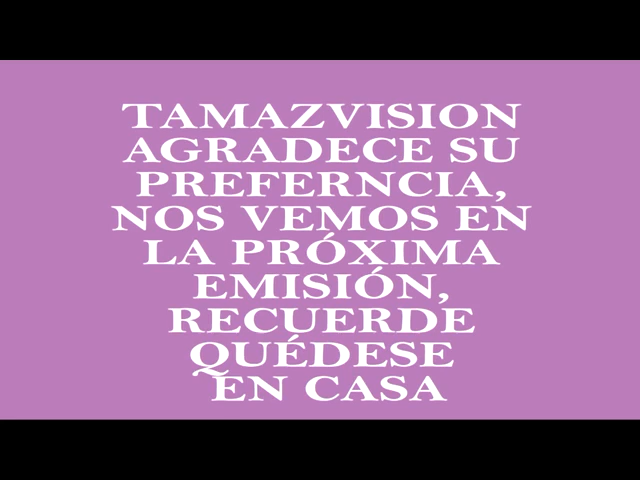 TAMAZVISION
AGRADECE SU
PREFERNCIA,
NOS VEMOS EN
LA PRÓXIMA
EMISIÓN,
RECUERDE
QUÉDESE
EN CASA